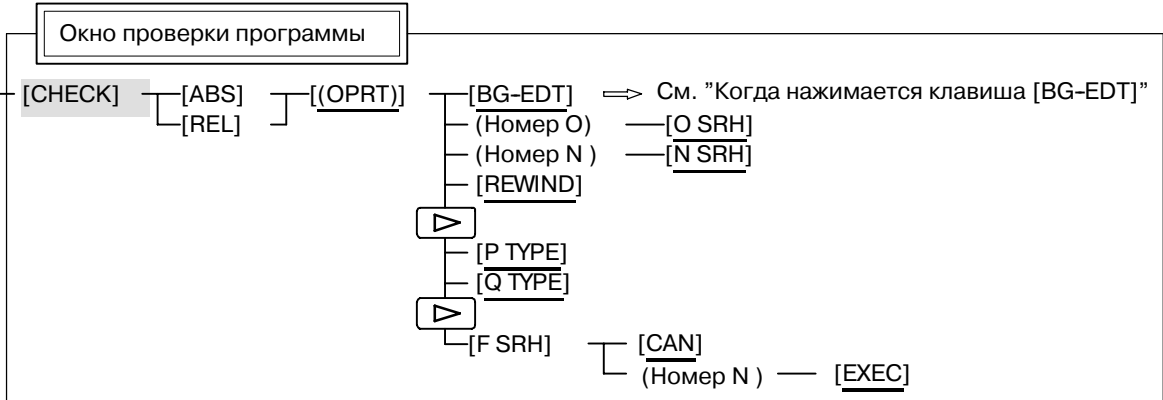 Окно проверки программы
[CHECK] [ABS] [(OPRT)] [BG-EDT] См. "Когда нажимается клавиша [BG-EDT]"
[REL] (Номер O) [O SRH]
(Номер N ) [N SRH]
[REWIND]
[P TYPE]
[Q TYPE]
[F SRH] [CAN]
(Номер N ) [EXEC]